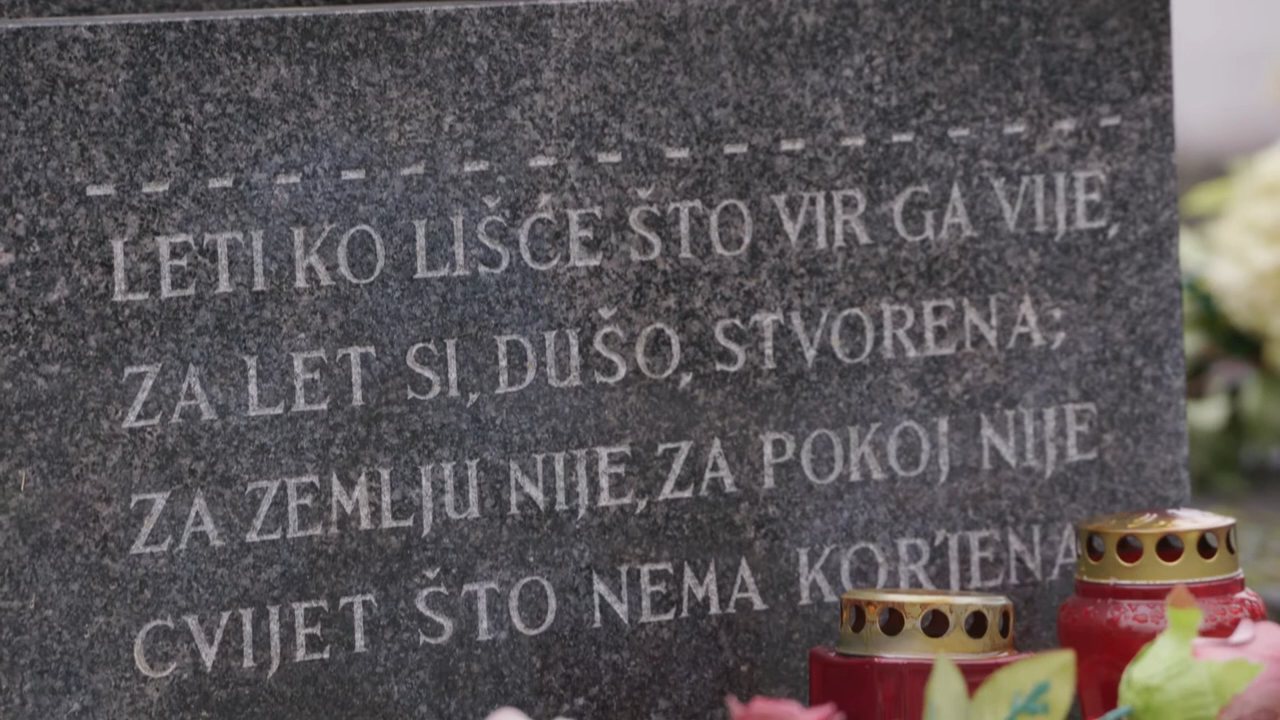 LETI KO LIŠĆE ŠTO VIR GA VIJE,
ZA LET SI, DUŠO, STVORENA;
ZA ZEMLJU NIJE, ZA POKOJ NIJE
CVIJET ŠTO NEMA KORJENA